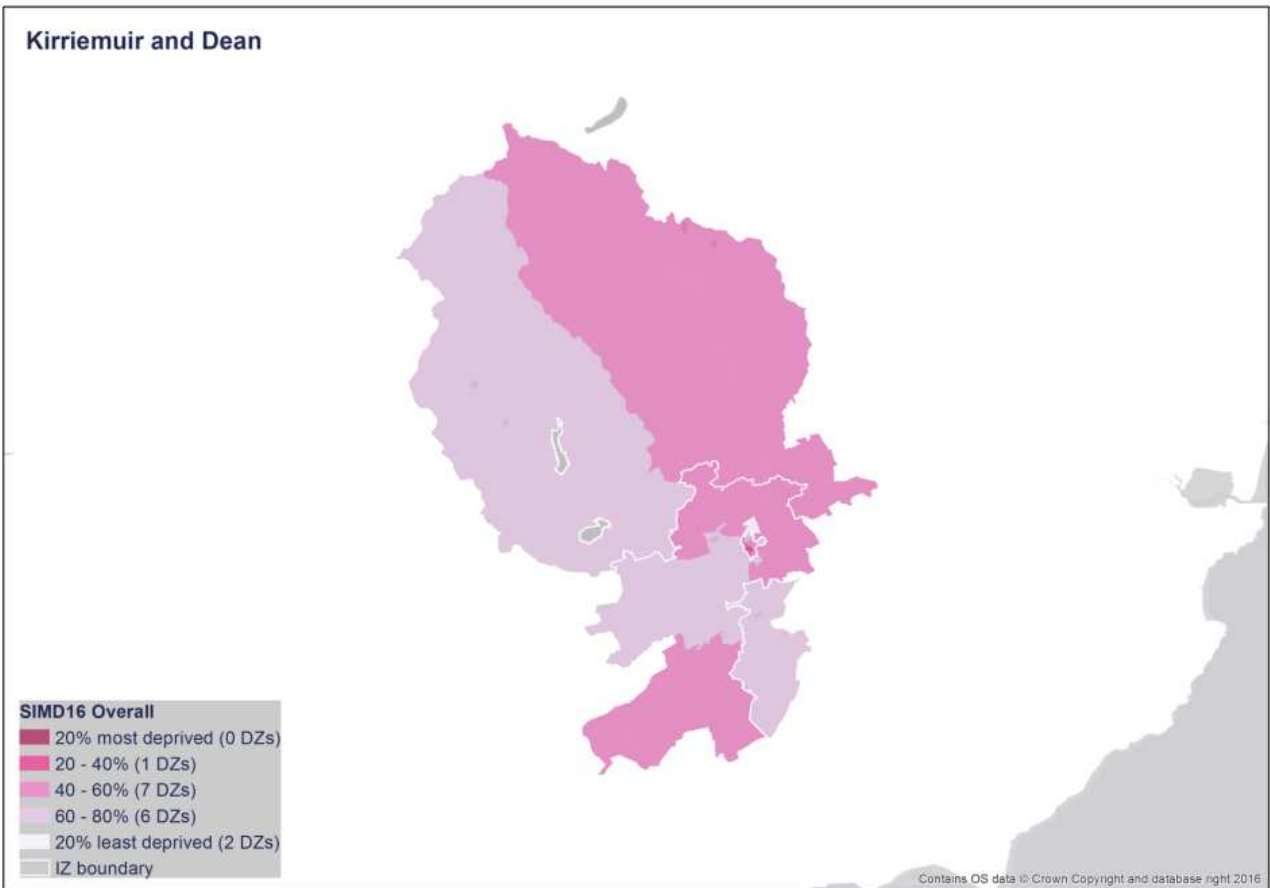 Kirriemuir and Dean
SIMD16 Overall
20% most deprived (0 DZs)
20 - 40% (1 DZs)
40 - 60% (7 DZs)
60 - 80% (6 DZs)
20% least deprived (2 DZs)
IZ boundary
Contains OS data © Crown Copyright and database right 2016